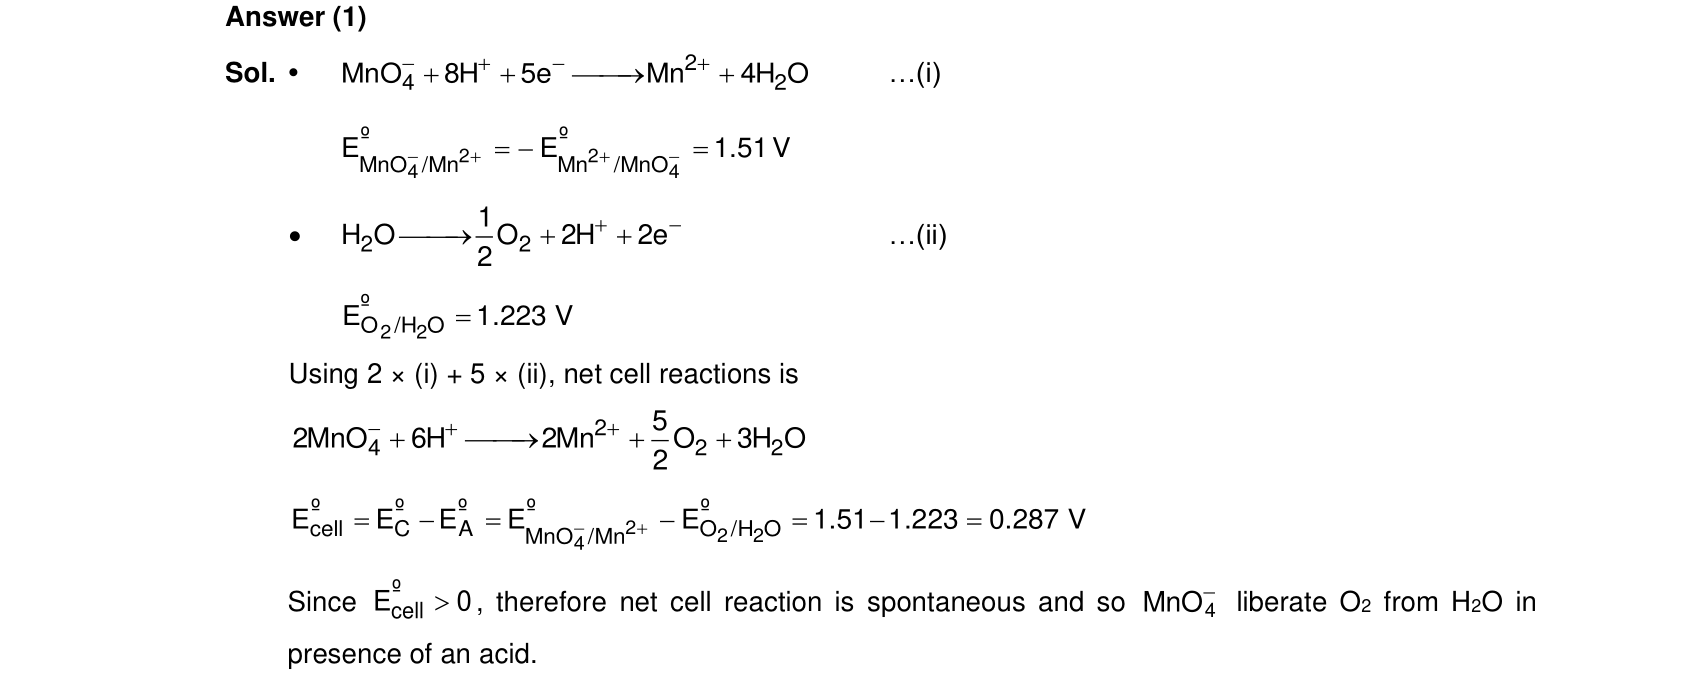 Answer (1)
Sol. • MnO₄⁻ + 8H⁺ + 5e⁻ ⟶ Mn²⁺ + 4H₂O …(i)
E°MnO₄⁻/Mn²⁺ = − E°Mn²⁺/MnO₄⁻ = 1.51 V
• H₂O ⟶ 1/2 O₂ + 2H⁺ + 2e⁻ …(ii)
E°O₂/H₂O = 1.223 V
Using 2 × (i) + 5 × (ii), net cell reactions is
2MnO₄⁻ + 6H⁺ ⟶ 2Mn²⁺ + 5/2 O₂ + 3H₂O
E°cell = E°C − E°A = E°MnO₄⁻/Mn²⁺ − E°O₂/H₂O = 1.51 − 1.223 = 0.287 V
Since E°cell > 0, therefore net cell reaction is spontaneous and so MnO₄⁻ liberate O₂ from H₂O in
presence of an acid.